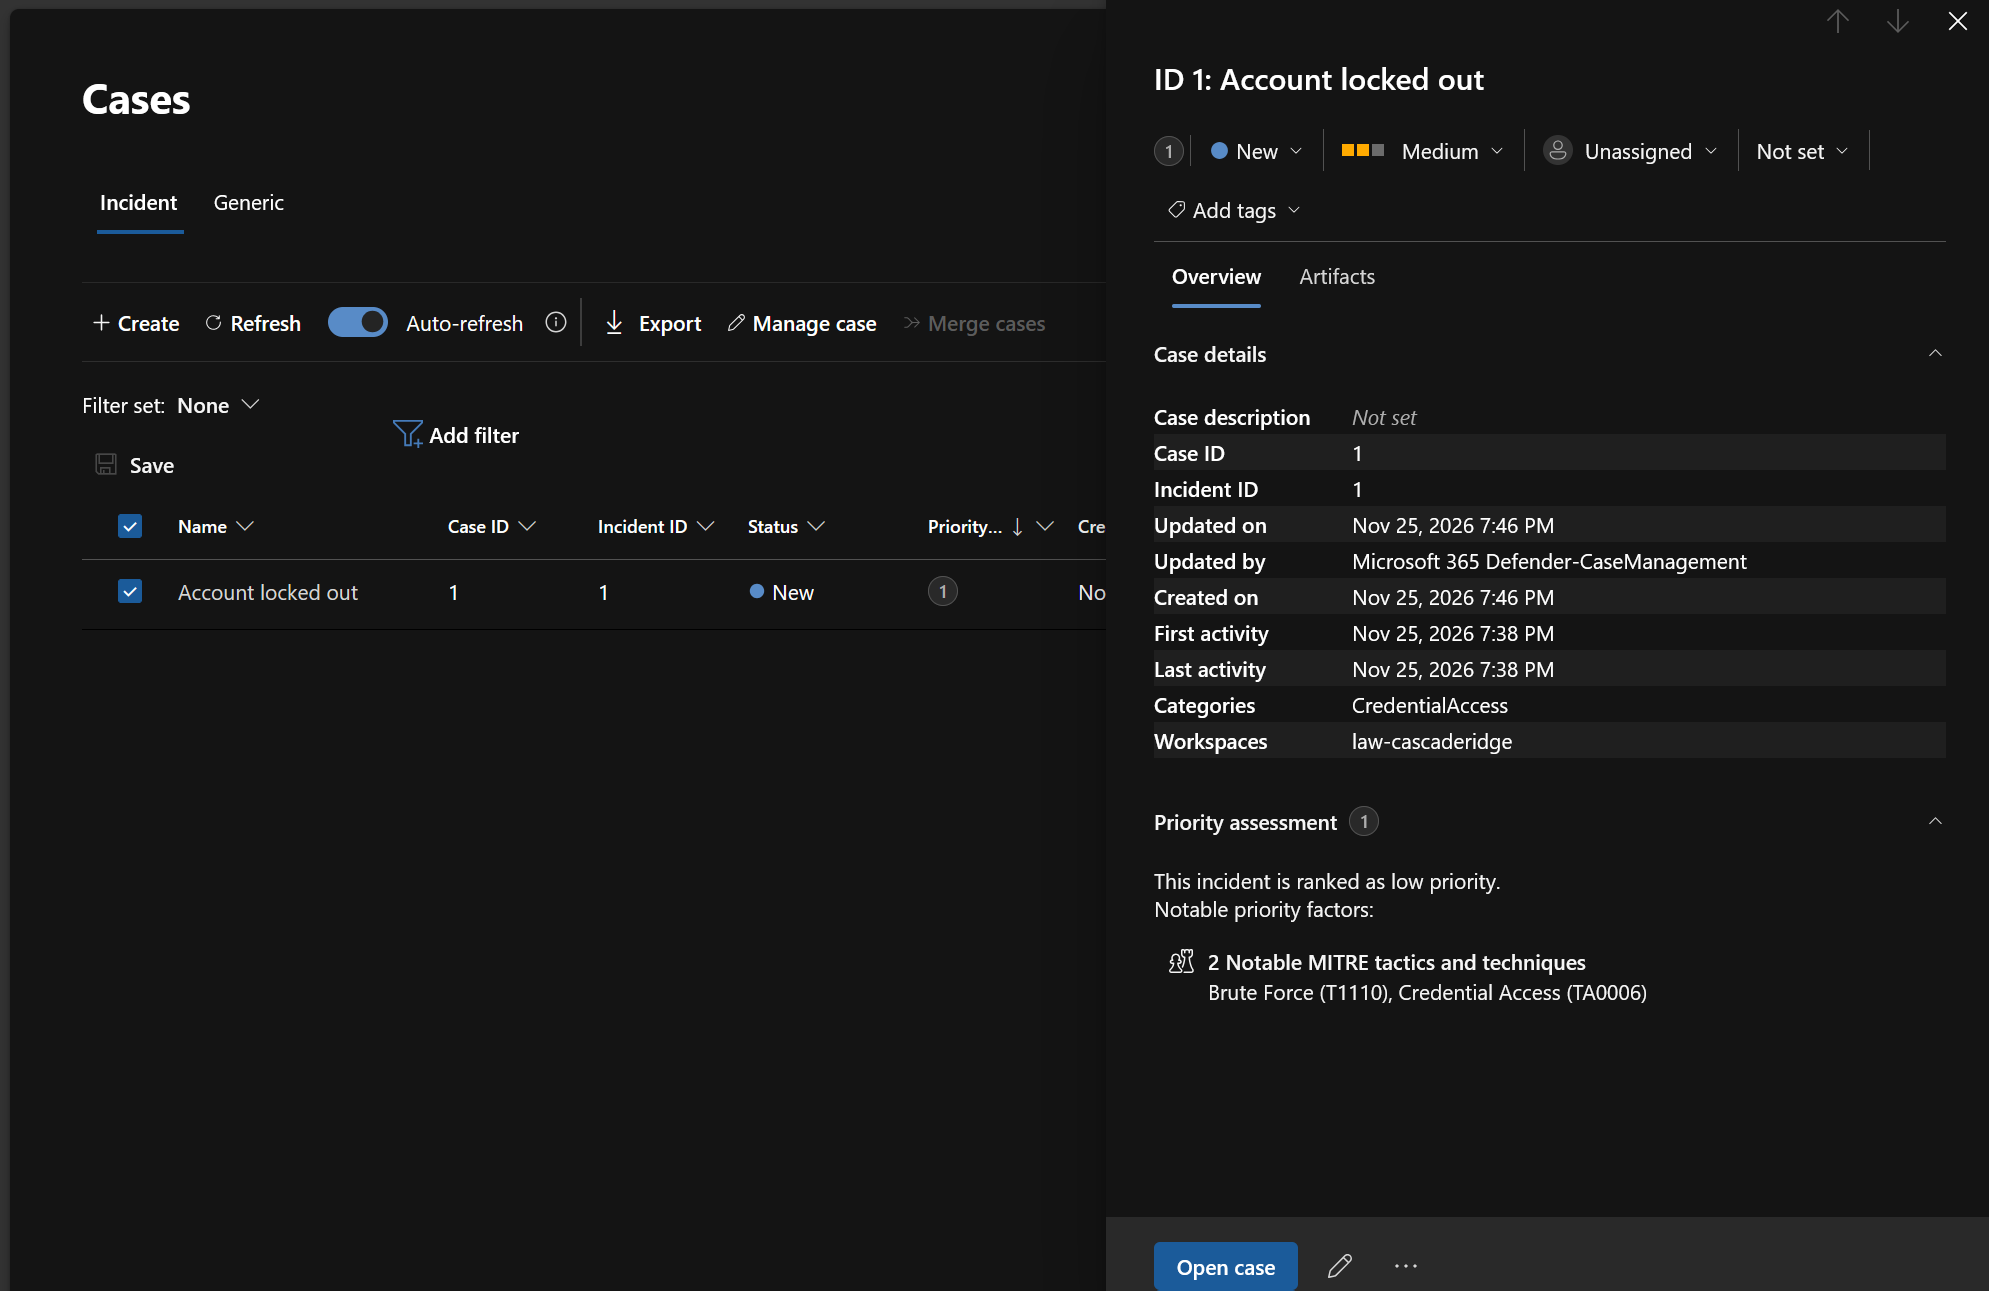 Cases
Incident
Generic
Create
Refresh
Auto-refresh
Export
Manage case
Merge cases
Filter set: None
Add filter
Save
Name
Case ID
Incident ID
Status
Priority...
Cre
Account locked out
1
1
New
1
No
ID 1: Account locked out
1
New
Medium
Unassigned
Not set
Add tags
Overview
Artifacts
Case details
Case description Not set
Case ID 1
Incident ID 1
Updated on Nov 25, 2026 7:46 PM
Updated by Microsoft 365 Defender-CaseManagement
Created on Nov 25, 2026 7:46 PM
First activity Nov 25, 2026 7:38 PM
Last activity Nov 25, 2026 7:38 PM
Categories CredentialAccess
Workspaces law-cascaderidge
Priority assessment 1
This incident is ranked as low priority.
Notable priority factors:
2 Notable MITRE tactics and techniques
Brute Force (T1110), Credential Access (TA0006)
Open case